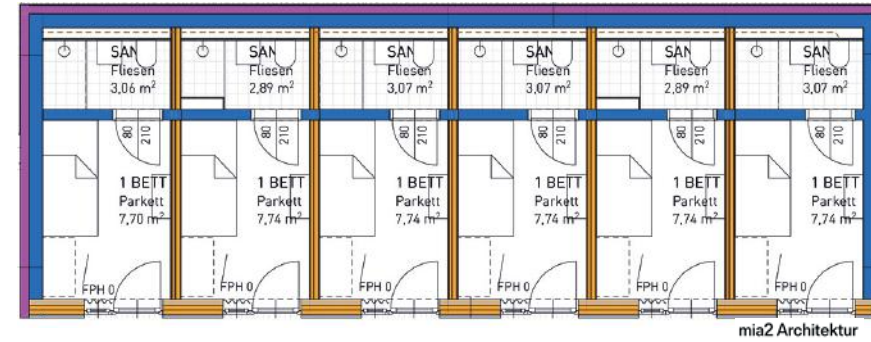 SAN
Fliesen
3,06 m²
SAN
Fliesen
2,89 m²
SAN
Fliesen
3,07 m²
SAN
Fliesen
3,07 m²
SAN
Fliesen
2,89 m²
SAN
Fliesen
3,07 m²
80
210
80
210
80
210
80
210
80
210
80
210
1 BETT
Parkett
7,70 m²
1 BETT
Parkett
7,74 m²
1 BETT
Parkett
7,74 m²
1 BETT
Parkett
7,74 m²
1 BETT
Parkett
7,74 m²
1 BETT
Parkett
7,74 m²
FPH 0
FPH 0
FPH 0
FPH 0
FPH 0
FPH 0
mia2 Architektur